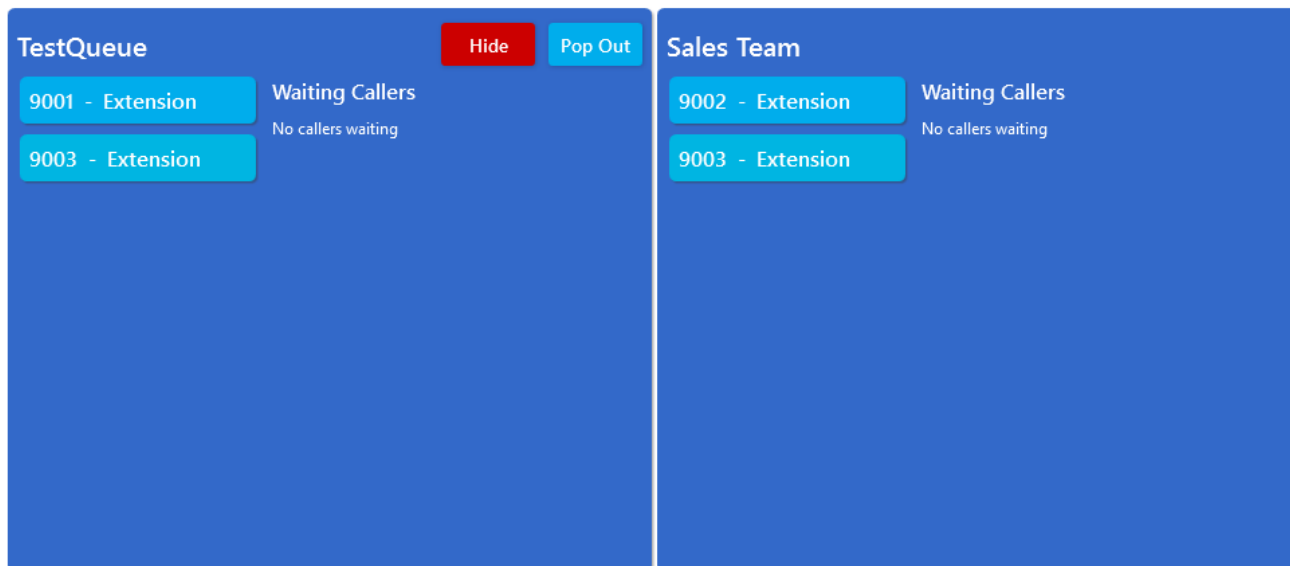 TestQueue
Hide
Pop Out
9001 - Extension
9003 - Extension
Waiting Callers
No callers waiting
Sales Team
9002 - Extension
9003 - Extension
Waiting Callers
No callers waiting